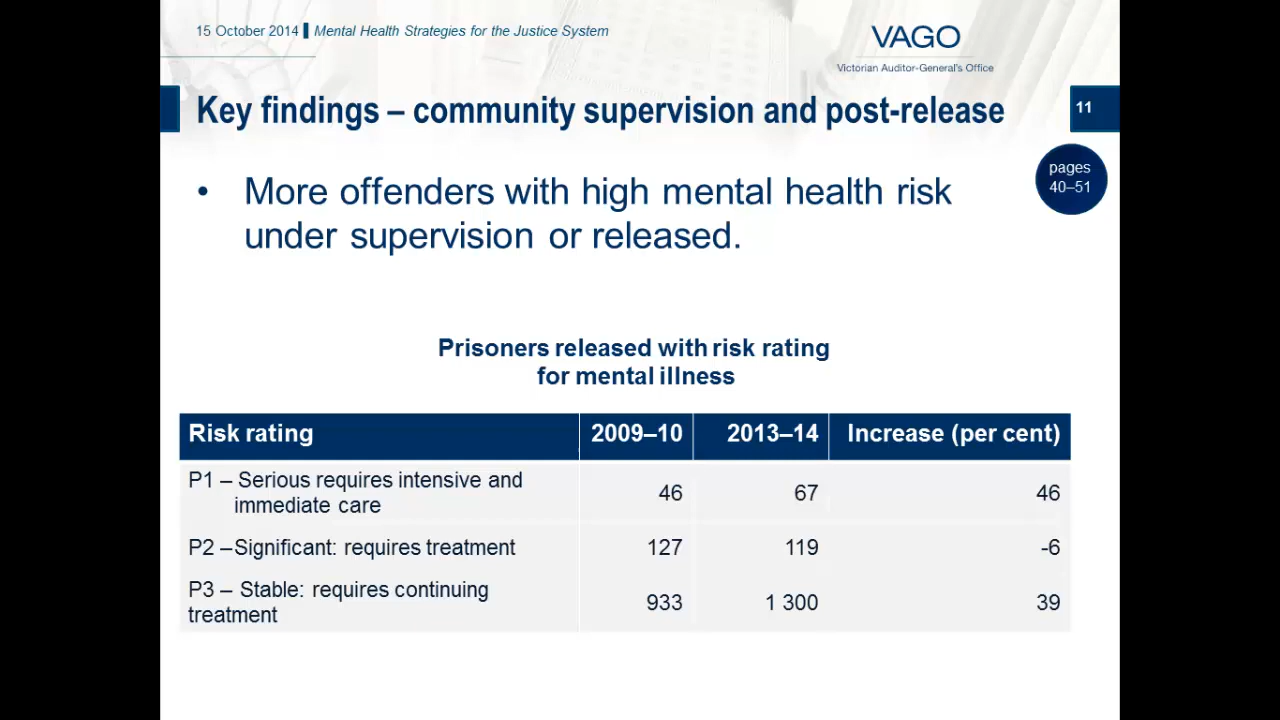 15 October 2014 ▌ Mental Health Strategies for the Justice System
VAGO
Victorian Auditor-General's Office
Key findings – community supervision and post-release
11
pages
40–51
• More offenders with high mental health risk
under supervision or released.
Prisoners released with risk rating
for mental illness
Risk rating 2009–10 2013–14 Increase (per cent)
P1 – Serious requires intensive and
immediate care 46 67 46
P2 –Significant: requires treatment 127 119 -6
P3 – Stable: requires continuing
treatment 933 1 300 39